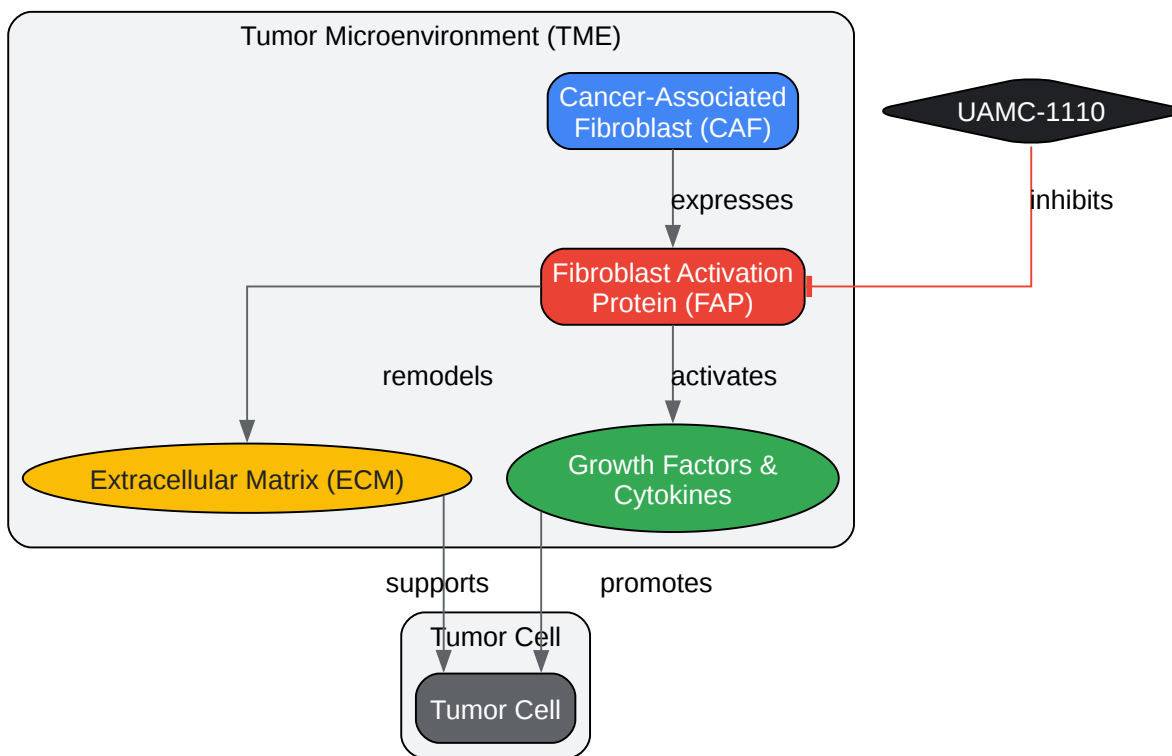 Tumor Microenvironment (TME)
Cancer-Associated
Fibroblast (CAF)
UAMC-1110
expresses
inhibits
Fibroblast Activation
Protein (FAP)
remodels
activates
Extracellular Matrix (ECM)
Growth Factors &
Cytokines
supports
promotes
Tumor Cell
Tumor Cell